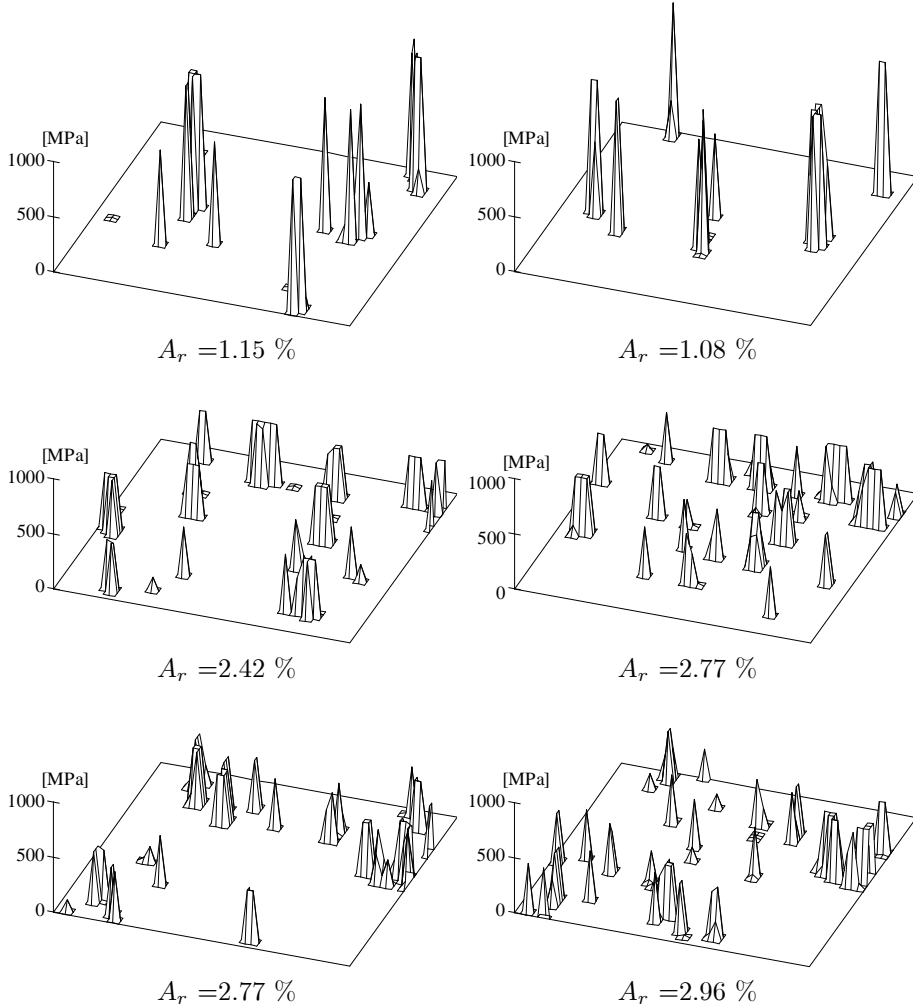 [MPa] [MPa]
1000 1000
500 500
0 0
A_r =1.15 % A_r =1.08 %
[MPa] [MPa]
1000 1000
500 500
0 0
A_r =2.42 % A_r =2.77 %
[MPa] [MPa]
1000 1000
500 500
0 0
A_r =2.77 % A_r =2.96 %